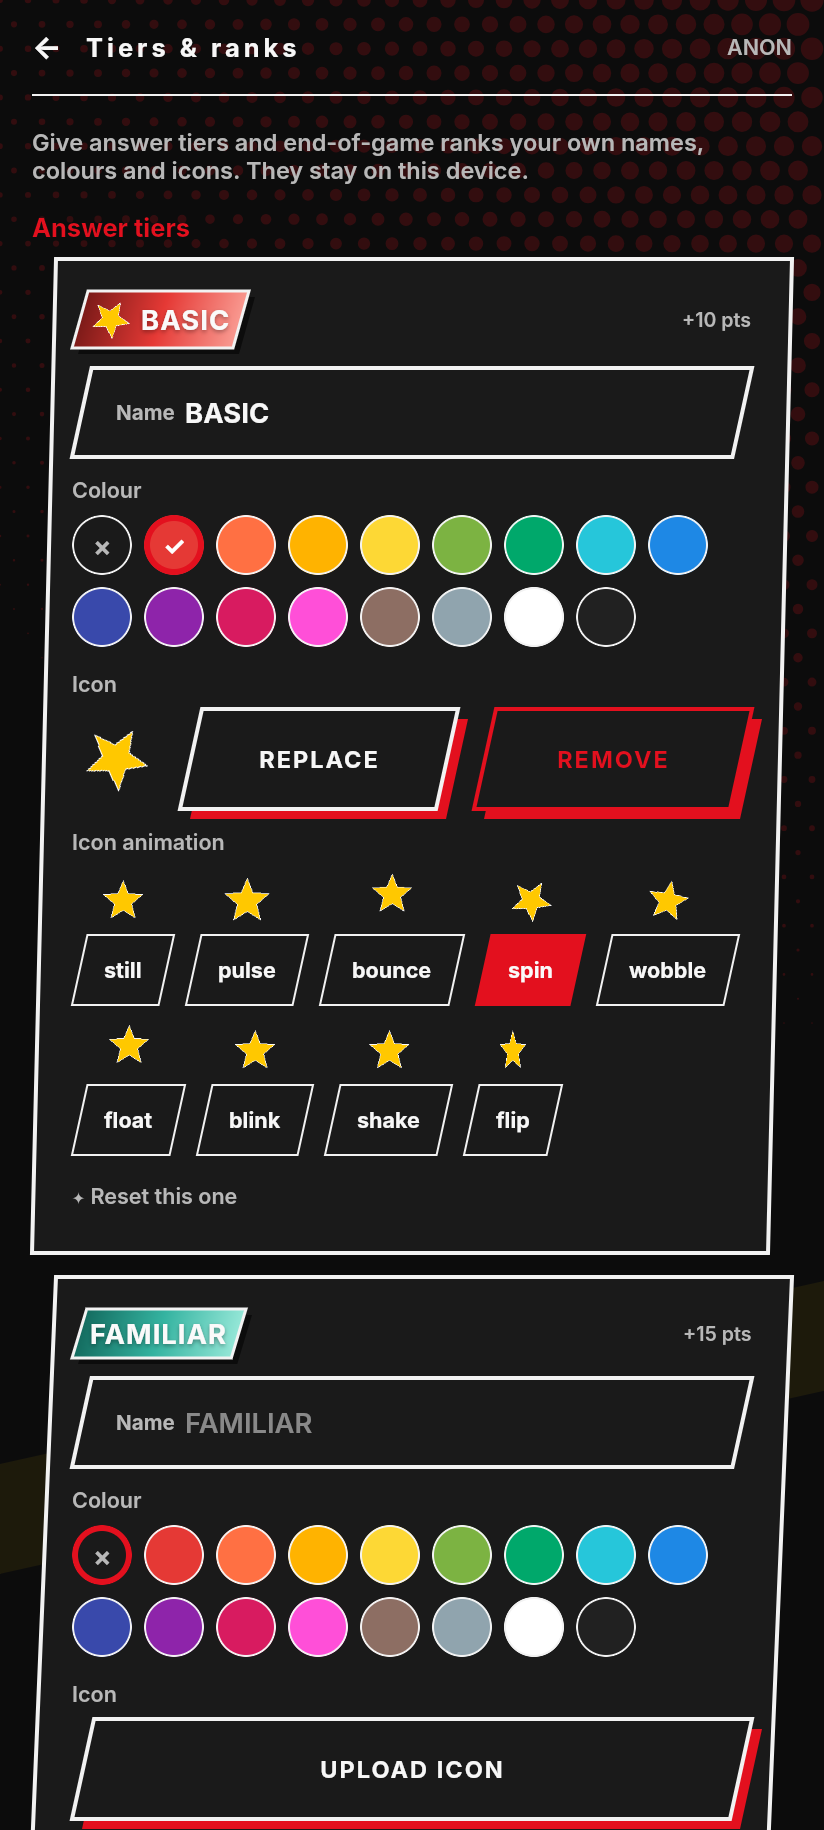 Tiers & ranks
ANON
Give answer tiers and end-of-game ranks your own names,
colours and icons. They stay on this device.
Answer tiers
BASIC
+10 pts
Name BASIC
Colour
Icon
REPLACE
REMOVE
Icon animation
still
pulse
bounce
spin
wobble
float
blink
shake
flip
Reset this one
FAMILIAR
+15 pts
Name FAMILIAR
Colour
Icon
UPLOAD ICON